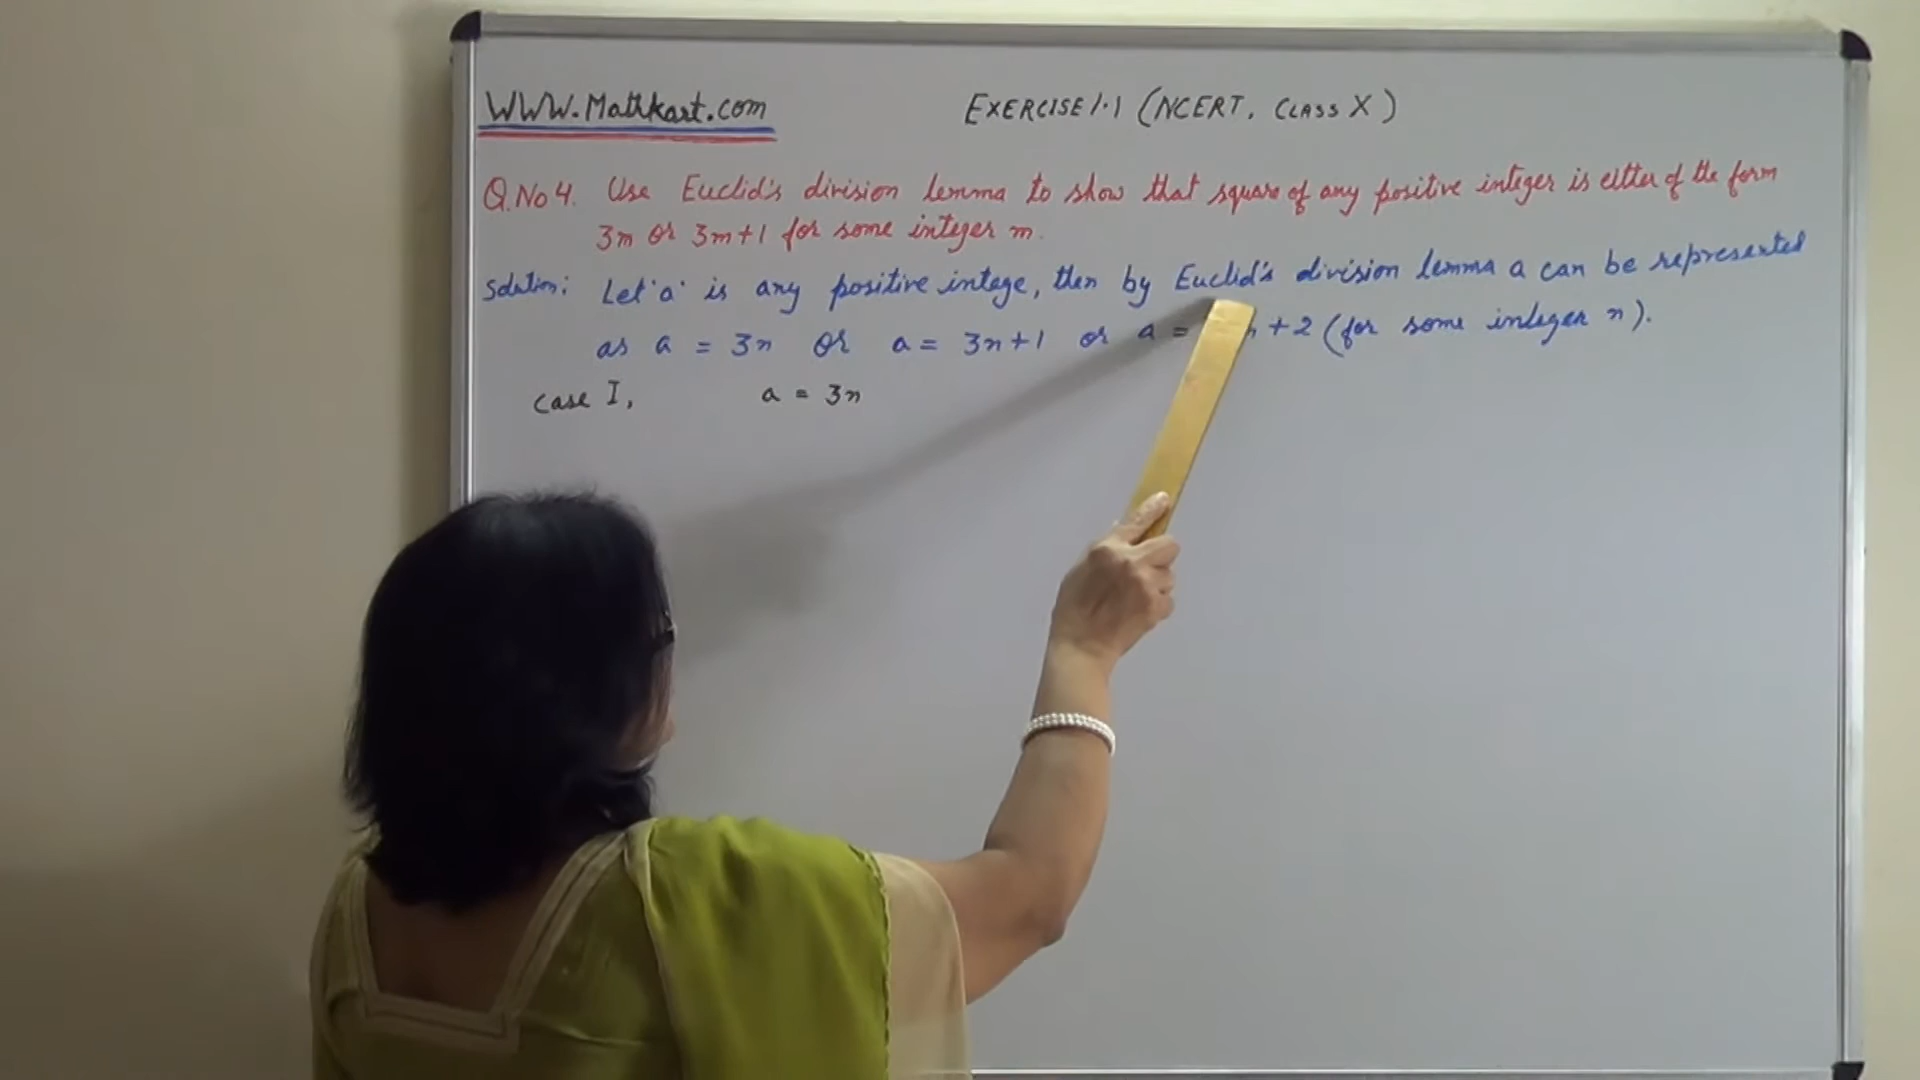 WWW.Mathkart.com
EXERCISE 1.1 (NCERT, CLASS X)
Q.No 4. Use Euclid's division lemma to show that square of any positive integer is either of the form
3m or 3m+1 for some integer m.
Solution: Let 'a' is any positive intege, then by Euclid's division lemma a can be represented
as a = 3n or a = 3n+1 or a = +2 (for some integer n).
Case I, a = 3n